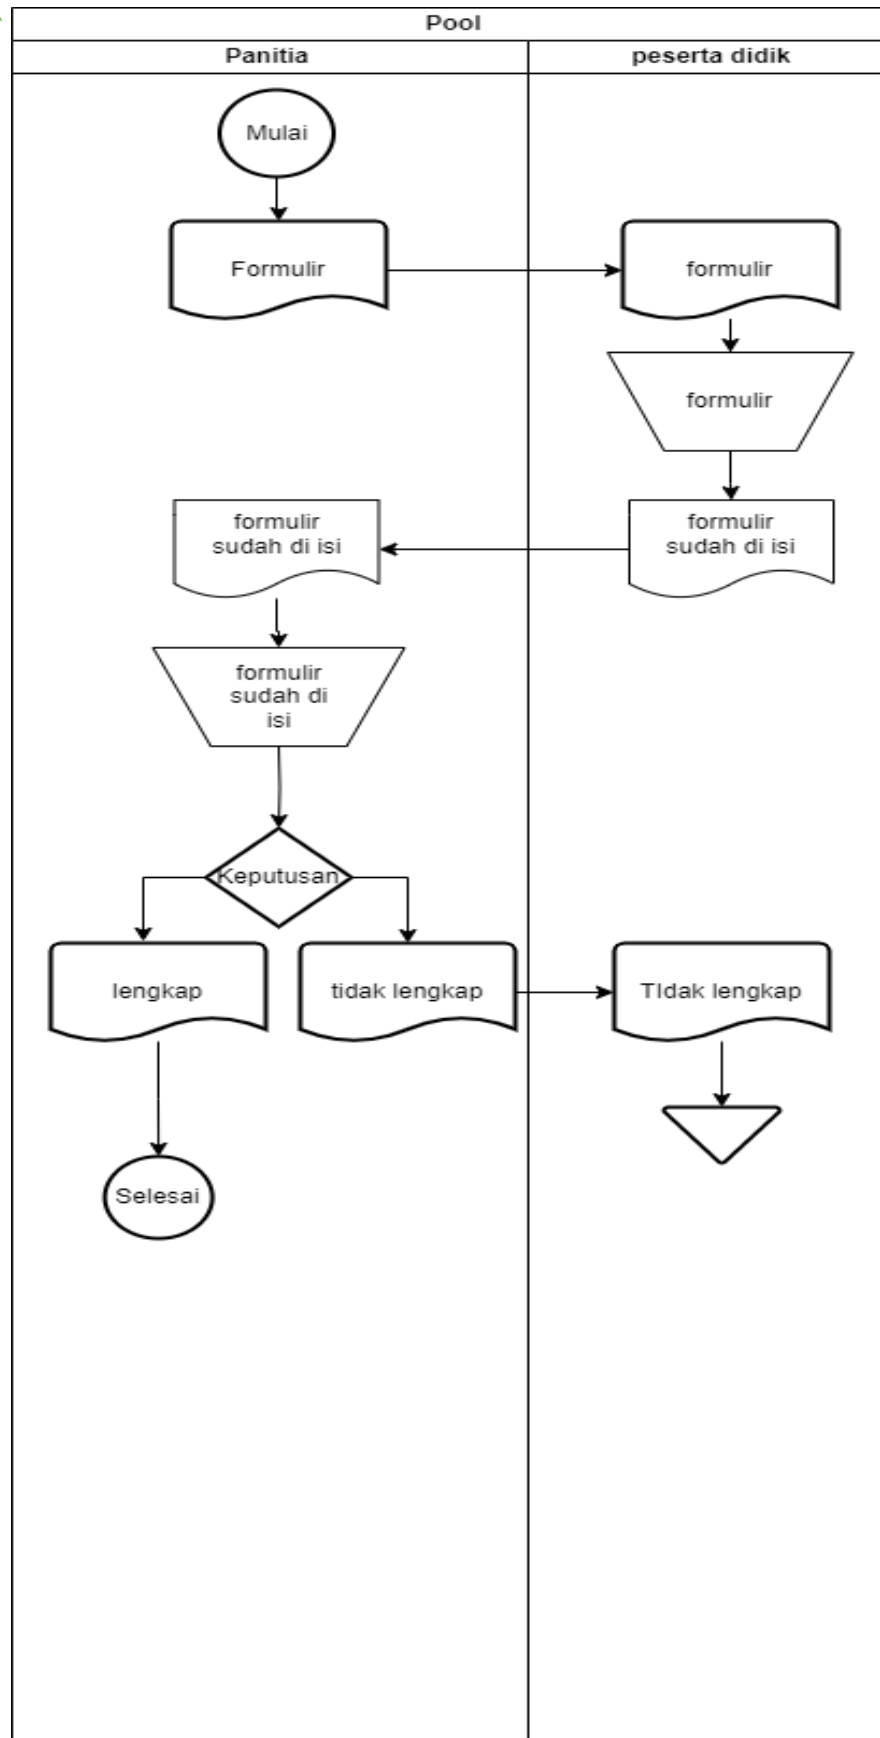 Pool
Panitia
peserta didik
Mulai
Formulir
formulir
formulir
formulir
sudah di isi
formulir
sudah di isi
formulir
sudah di
isi
Keputusan
lengkap
tidak lengkap
TIdak lengkap
Selesai